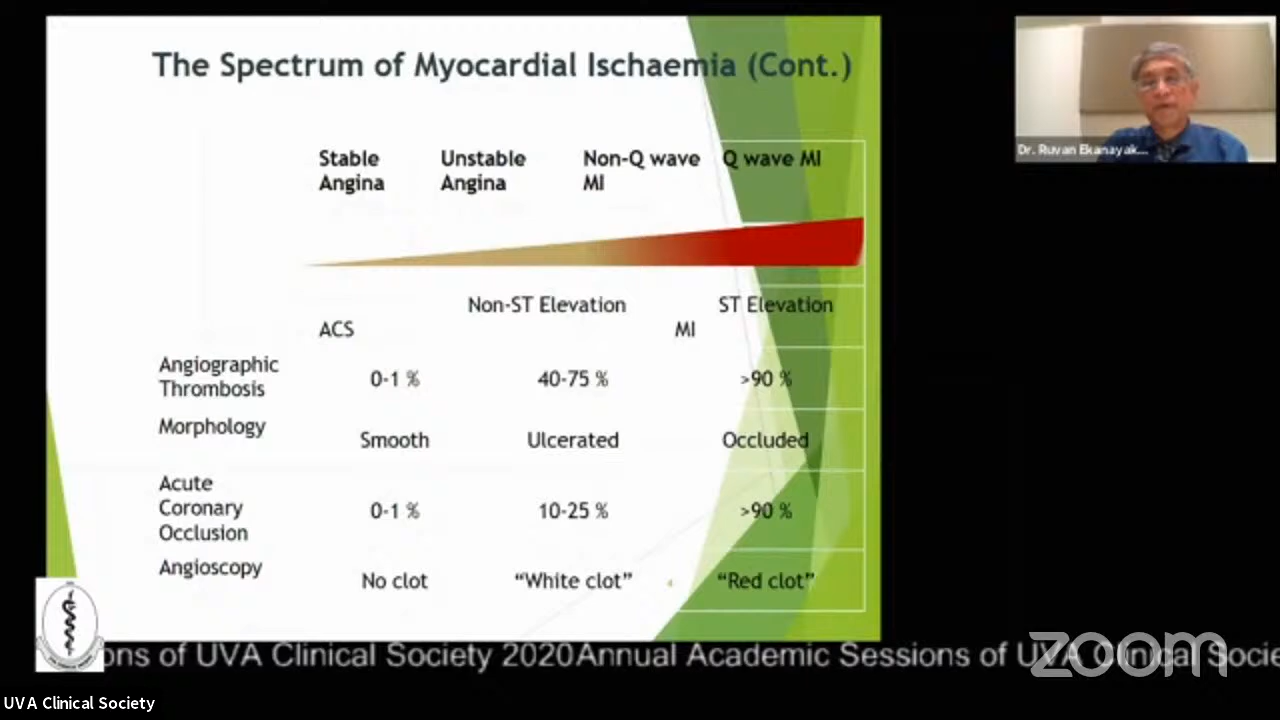 The Spectrum of Myocardial Ischaemia (Cont.)
Dr. Ruvan Ekanayak...
Stable Angina
Unstable Angina
Non-Q wave MI
Q wave MI
Non-ST Elevation
ST Elevation
ACS
MI
Angiographic Thrombosis
0-1 %
40-75 %
>90 %
Morphology
Smooth
Ulcerated
Occluded
Acute Coronary Occlusion
0-1 %
10-25 %
>90 %
Angioscopy
No clot
“White clot”
4
“Red clot”
ons of UVA Clinical Society 2020Annual Academic Sessions of UVA Clinical Socie
zoom
UVA Clinical Society